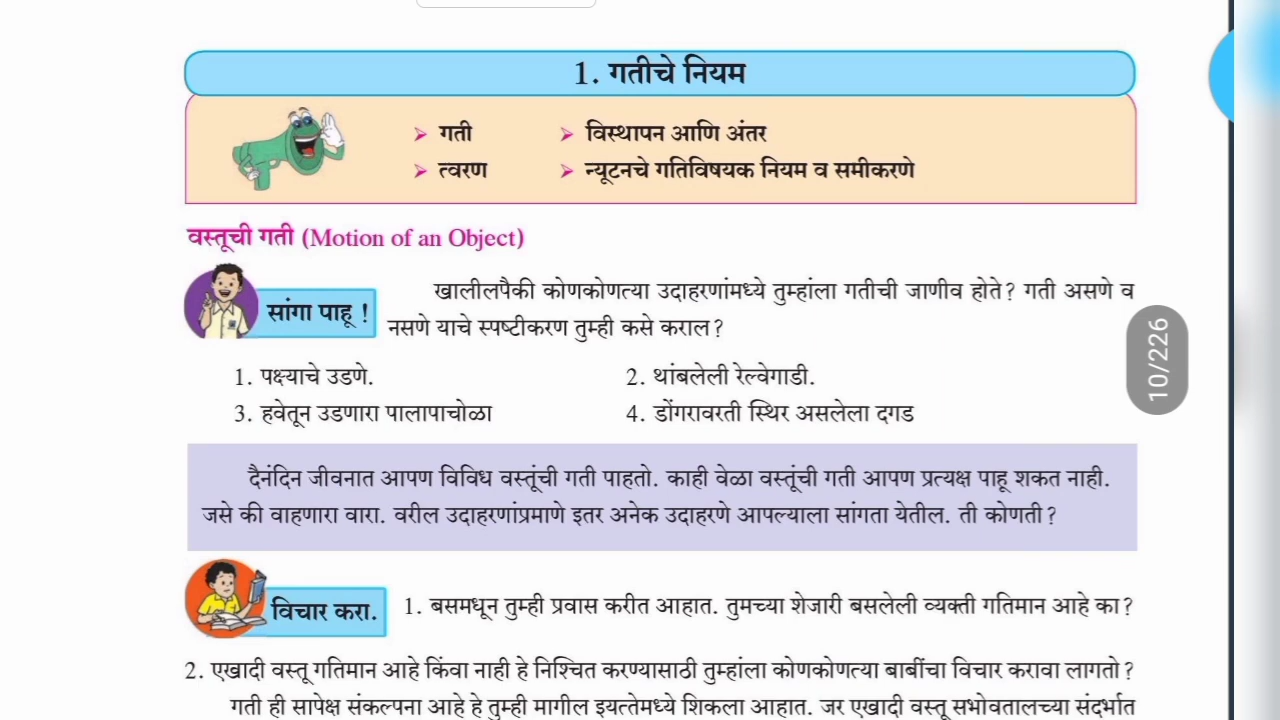 1. गतीचे नियम
➢ गती ➢ विस्थापन आणि अंतर
➢ त्वरण ➢ न्यूटनचे गतिविषयक नियम व समीकरणे
वस्तूची गती (Motion of an Object)
सांगा पाहू !
खालीलपैकी कोणकोणत्या उदाहरणांमध्ये तुम्हांला गतीची जाणीव होते? गती असणे व
नसणे याचे स्पष्टीकरण तुम्ही कसे कराल?
1. पक्ष्याचे उडणे. 2. थांबलेली रेल्वेगाडी.
3. हवेतून उडणारा पालापाचोळा 4. डोंगरावरती स्थिर असलेला दगड
दैनंदिन जीवनात आपण विविध वस्तूंची गती पाहतो. काही वेळा वस्तूंची गती आपण प्रत्यक्ष पाहू शकत नाही.
जसे की वाहणारा वारा. वरील उदाहरणांप्रमाणे इतर अनेक उदाहरणे आपल्याला सांगता येतील. ती कोणती?
विचार करा.
1. बसमधून तुम्ही प्रवास करीत आहात. तुमच्या शेजारी बसलेली व्यक्ती गतिमान आहे का?
2. एखादी वस्तू गतिमान आहे किंवा नाही हे निश्चित करण्यासाठी तुम्हांला कोणकोणत्या बाबींचा विचार करावा लागतो?
गती ही सापेक्ष संकल्पना आहे हे तुम्ही मागील इयत्तेमध्ये शिकला आहात. जर एखादी वस्तू सभोवतालच्या संदर्भात
10/226